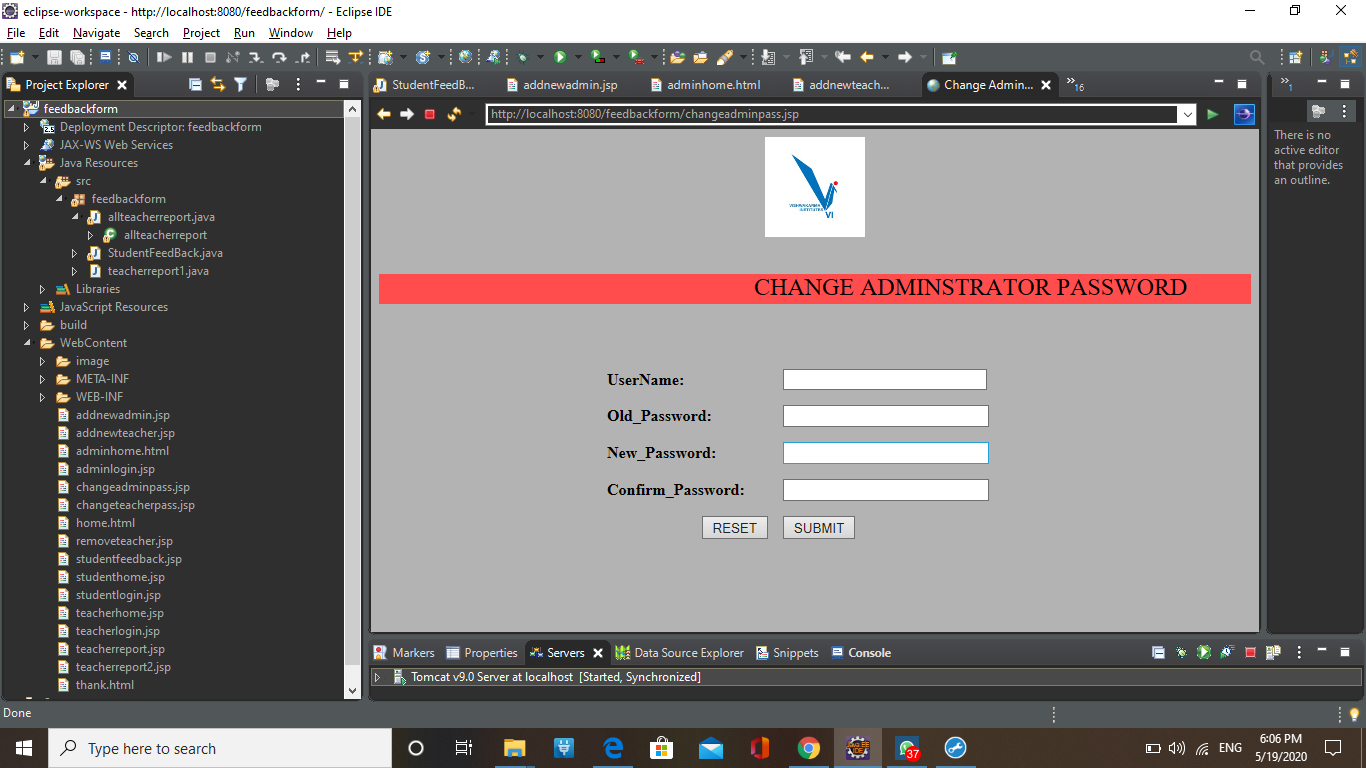 eclipse-workspace - http://localhost:8080/feedbackform/ - Eclipse IDE
File Edit Navigate Search Project Run Window Help
Project Explorer
feedbackform
Deployment Descriptor: feedbackform
JAX-WS Web Services
Java Resources
src
feedbackform
allteacherreport.java
allteacherreport
StudentFeedBack.java
teacherreport1.java
Libraries
JavaScript Resources
build
WebContent
image
META-INF
WEB-INF
addnewadmin.jsp
addnewteacher.jsp
adminhome.html
adminlogin.jsp
changeadminpass.jsp
changeteacherpass.jsp
home.html
removeteacher.jsp
studentfeedback.jsp
studenthome.jsp
studentlogin.jsp
teacherhome.jsp
teacherlogin.jsp
teacherreport.jsp
teacherreport2.jsp
thank.html
StudentFeedB... addnewadmin.jsp adminhome.html addnewteach... Change Admin... 16
http://localhost:8080/feedbackform/changeadminpass.jsp
VISHWAKARMA
INSTITUTES
VI
CHANGE ADMINSTRATOR PASSWORD
UserName:
Old_Password:
New_Password:
Confirm_Password:
RESET SUBMIT
1
There is no
active editor
that provides
an outline.
Markers Properties Servers Data Source Explorer Snippets Console
Tomcat v9.0 Server at localhost [Started, Synchronized]
Done
Type here to search
37
ENG
6:06 PM
5/19/2020